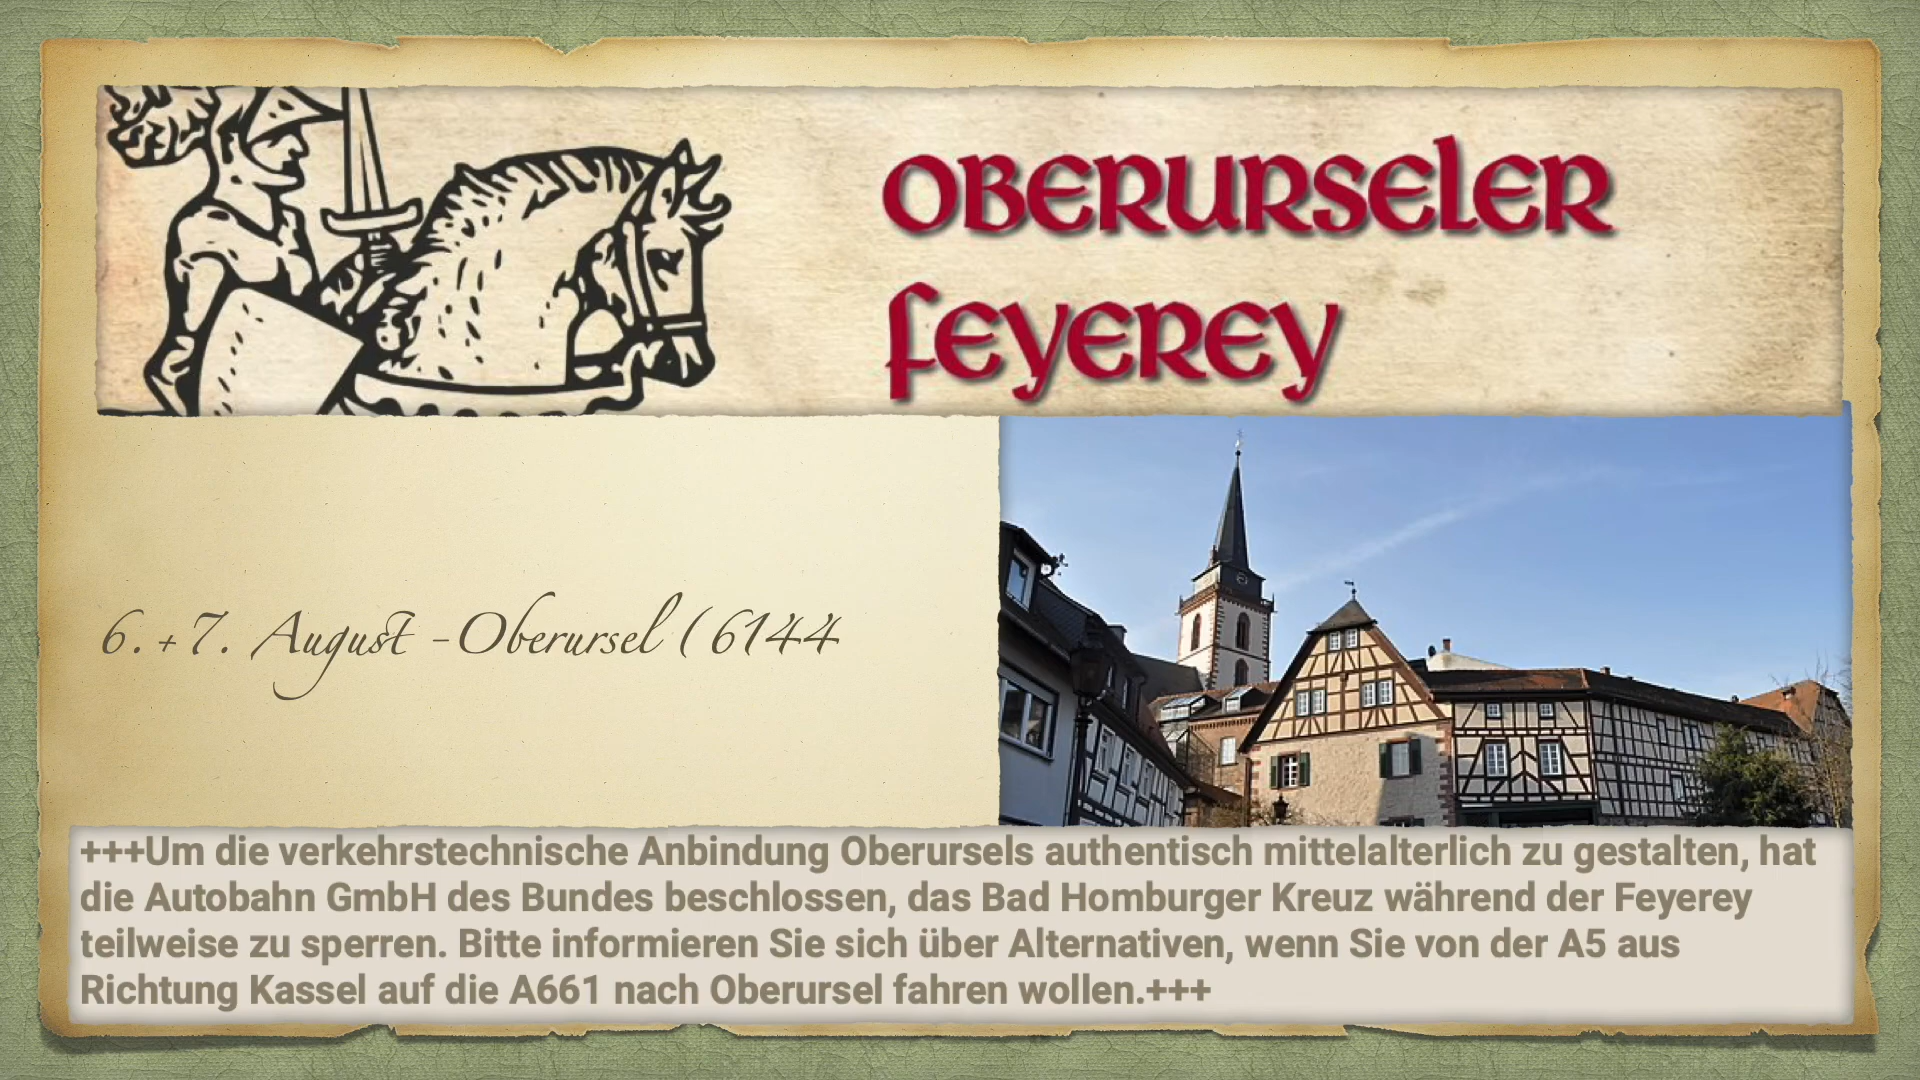 OBERURSELER
FEYEREY
6.+7. August -Oberursel (6144
+++Um die verkehrstechnische Anbindung Oberursels authentisch mittelalterlich zu gestalten, hat
die Autobahn GmbH des Bundes beschlossen, das Bad Homburger Kreuz während der Feyerey
teilweise zu sperren. Bitte informieren Sie sich über Alternativen, wenn Sie von der A5 aus
Richtung Kassel auf die A661 nach Oberursel fahren wollen.+++